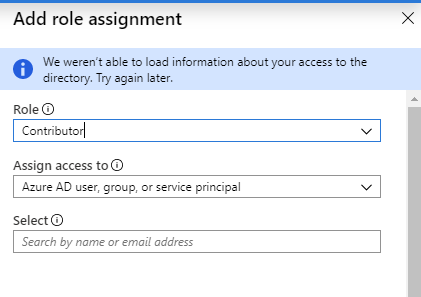 Add role assignment
We weren't able to load information about your access to the
directory. Try again later.
Role
Contributor
Assign access to
Azure AD user, group, or service principal
Select
Search by name or email address